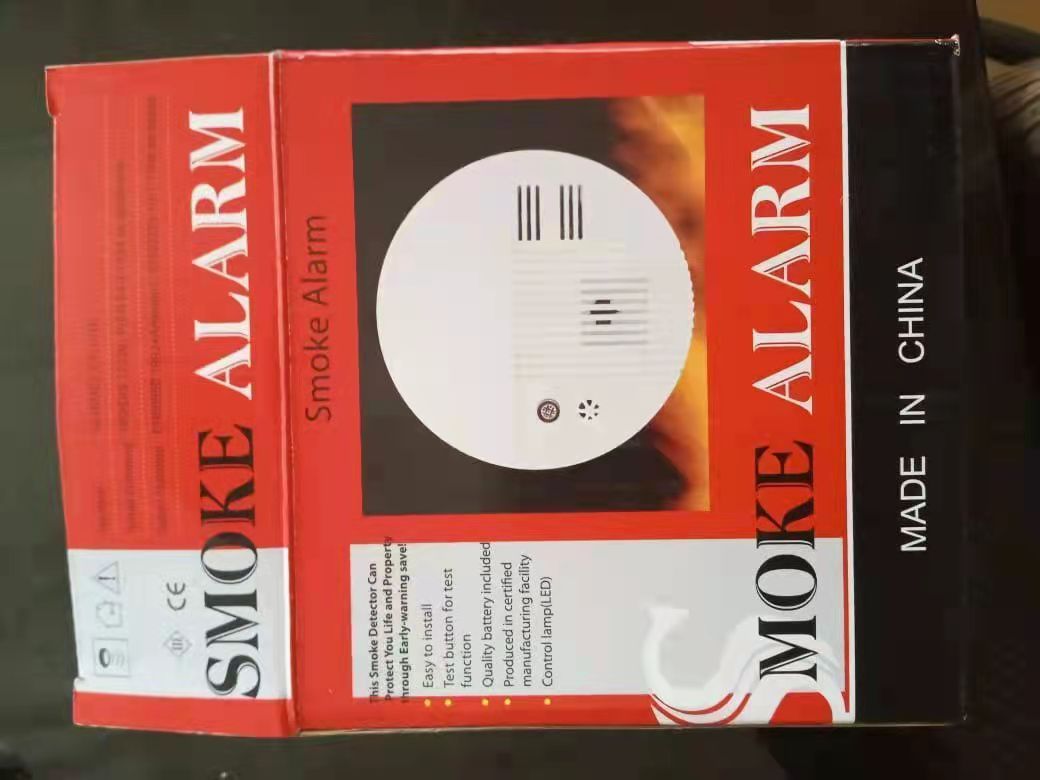 SMOKE ALARM
CE
Smoke Alarm
This Smoke Detector Can
Protect You Life and Property
through Early-warning save!
Easy to install
Test button for test
function
Quality battery included
Produced in certified
manufacturing facility
Control lamp(LED)
SMOKE ALARM
MADE IN CHINA